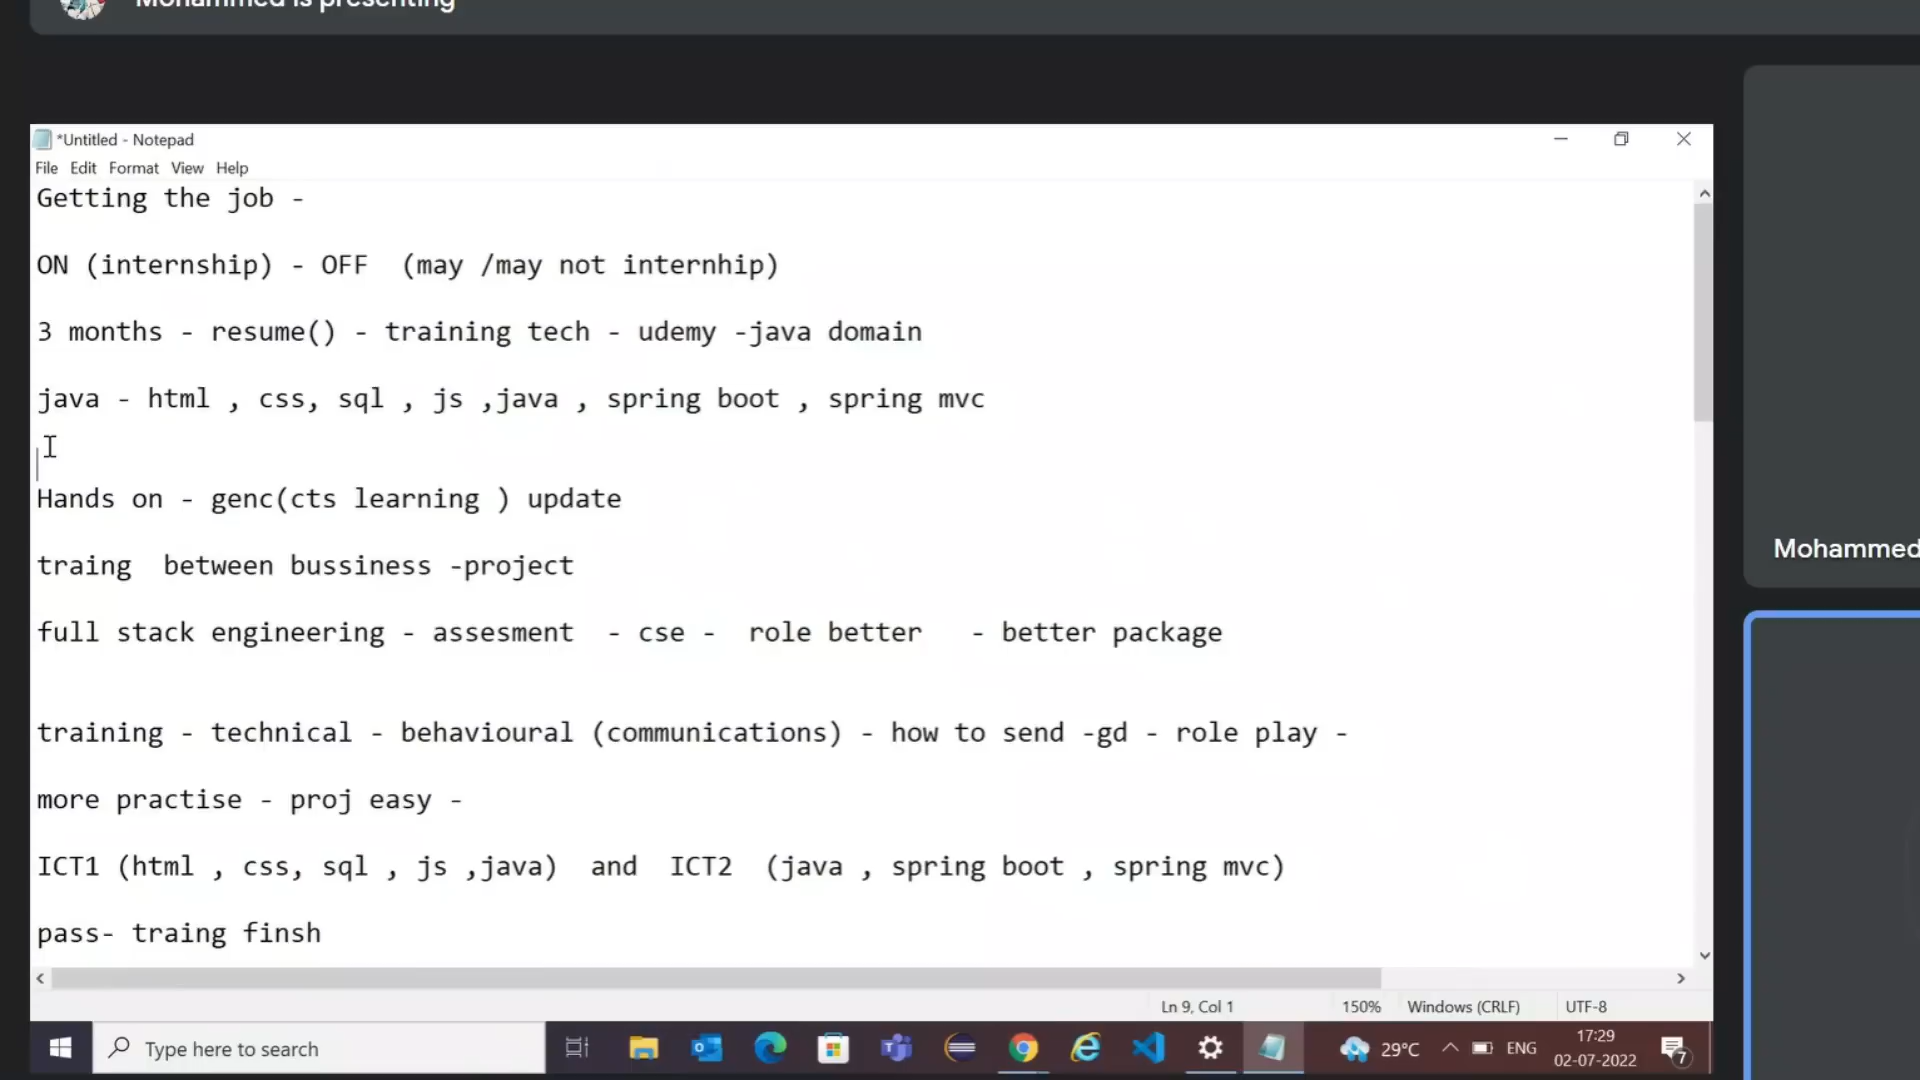 Mohammed is presenting
*Untitled - Notepad
File Edit Format View Help
Getting the job -
ON (internship) - OFF (may /may not internhip)
3 months - resume() - training tech - udemy -java domain
java - html , css, sql , js ,java , spring boot , spring mvc
Hands on - genc(cts learning ) update
traing between bussiness -project
full stack engineering - assesment - cse - role better - better package
training - technical - behavioural (communications) - how to send -gd - role play -
more practise - proj easy -
ICT1 (html , css, sql , js ,java) and ICT2 (java , spring boot , spring mvc)
pass- traing finsh
Mohammed
Ln 9, Col 1 150% Windows (CRLF) UTF-8
Type here to search
29°C ENG
17:29
02-07-2022
7